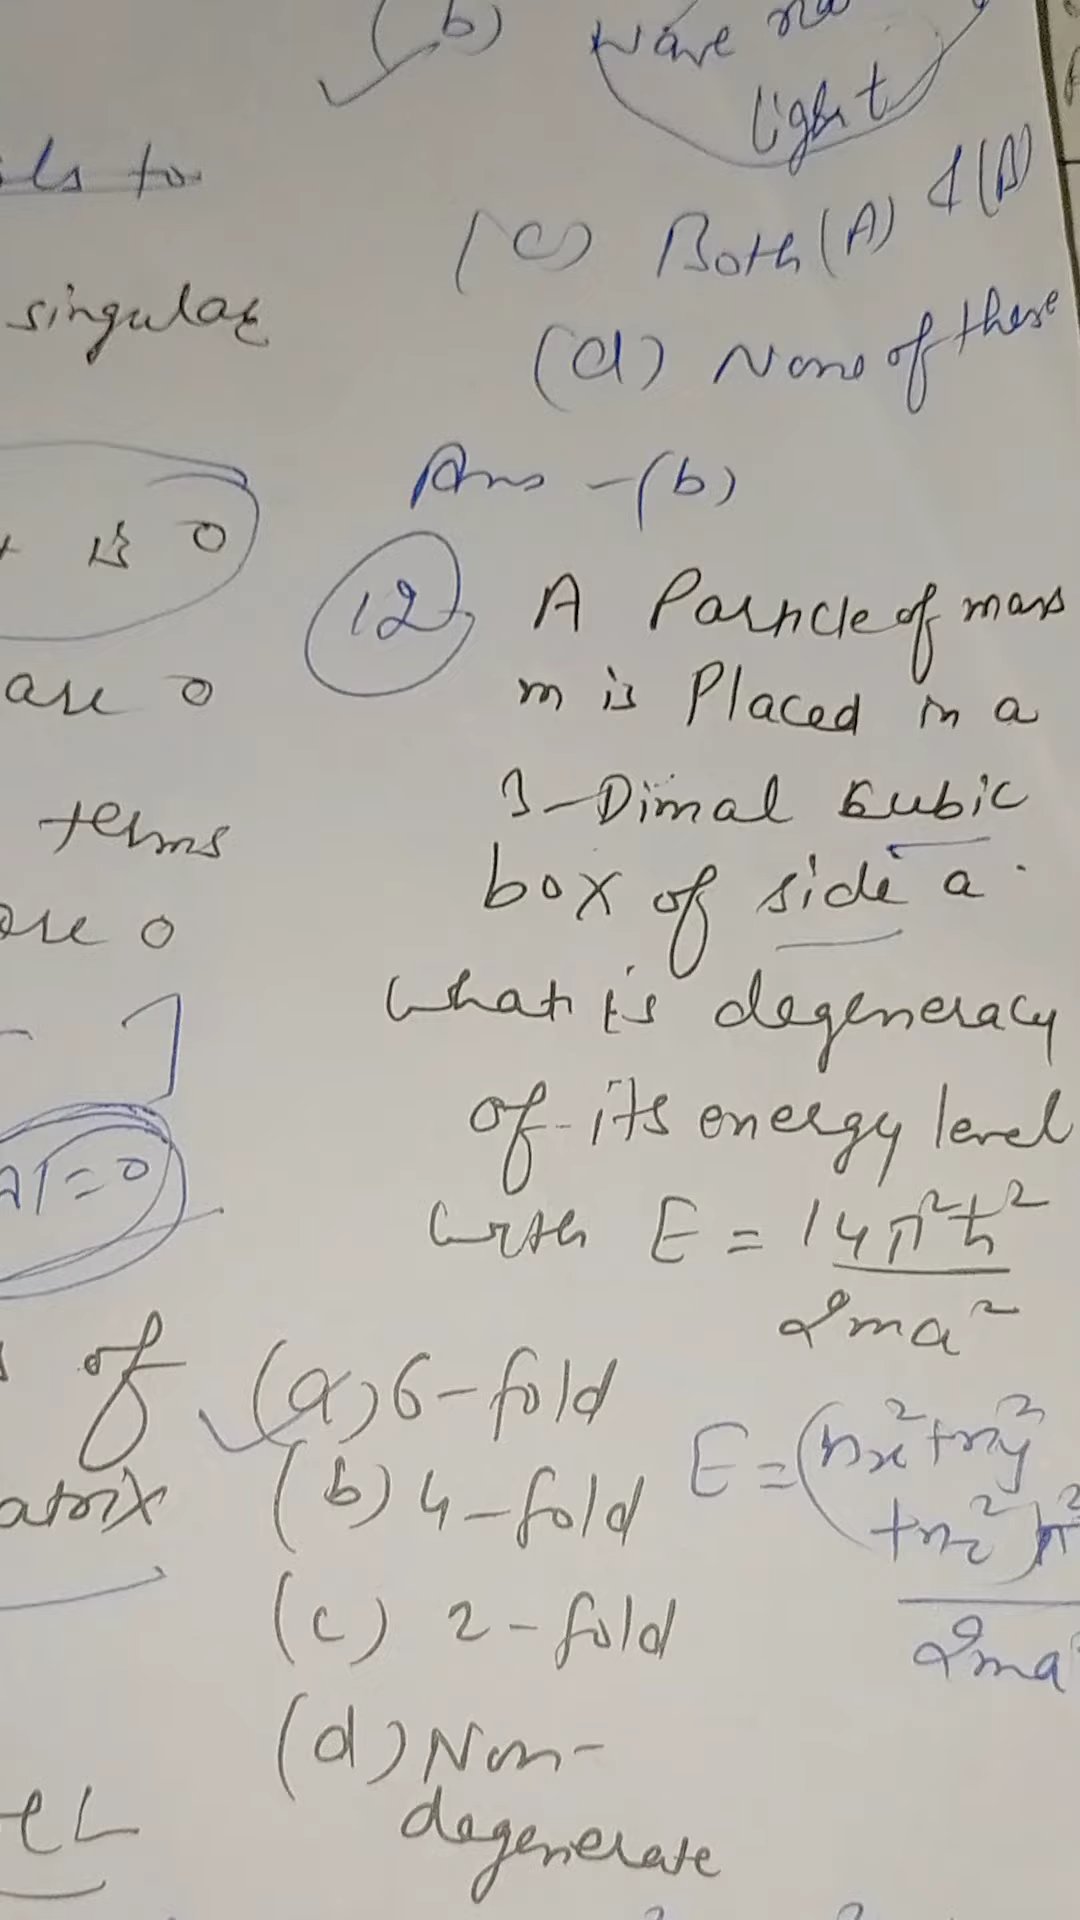 (b) wave
light
(c) Both (A) & (B)
(d) None of these
Ans - (b)
12, A Particle of mass
m is Placed in a
3-Dimal cubic
box of side a.
what is degeneracy
of its energy level
with E = 14π²ħ²
2ma²
(a) 6-fold
(b) 4-fold
(c) 2-fold
(d) Non-
degenerate
E = (nx² + ny²
+ nz²) π²
2ma
to
singular
is 0
are 0
terms
are 0
]
= 0
of